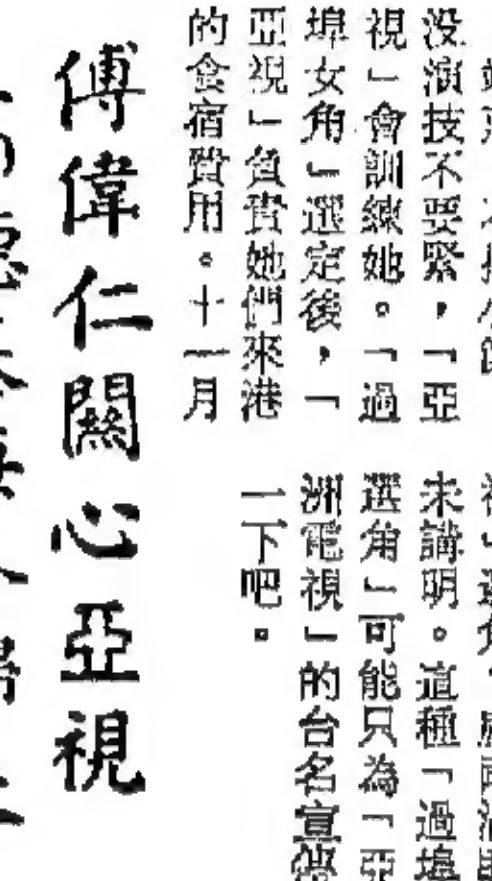 没演技不要緊，「亞
視」會訓練她。「過
埠女角」選定後，「
亞視」負責她們來港
的食宿費用。十一月
未講明。這種「過埠
選角」可能只為「亞
洲電視」的台名宣傳
一下吧。
傅偉仁關心亞視